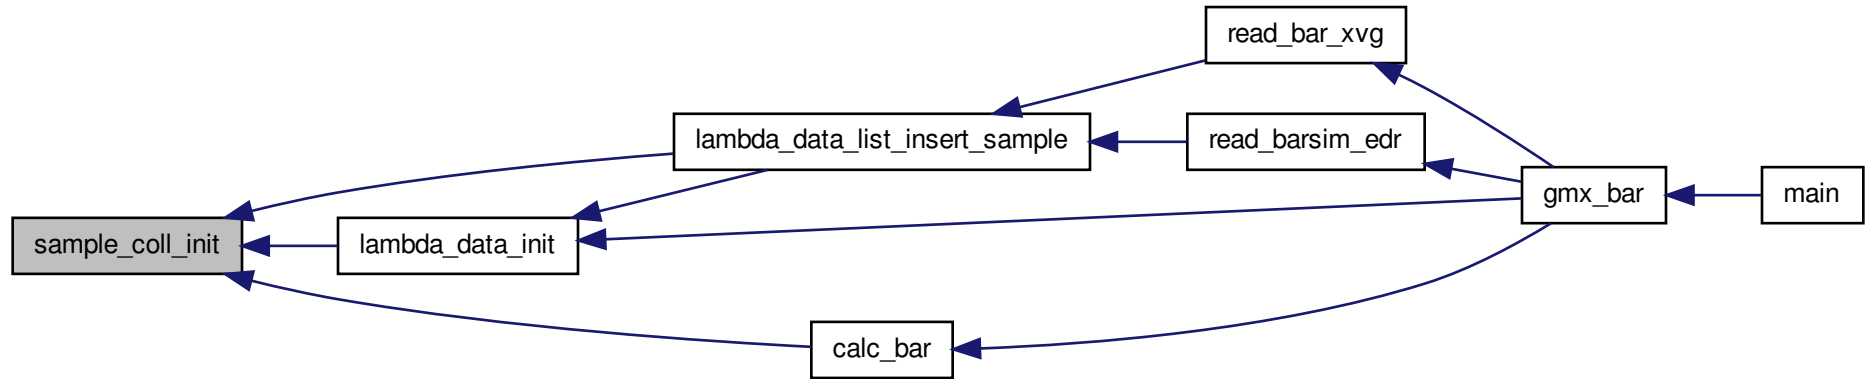 read_bar_xvg
lambda_data_list_insert_sample
read_barsim_edr
gmx_bar
main
sample_coll_init
lambda_data_init
calc_bar